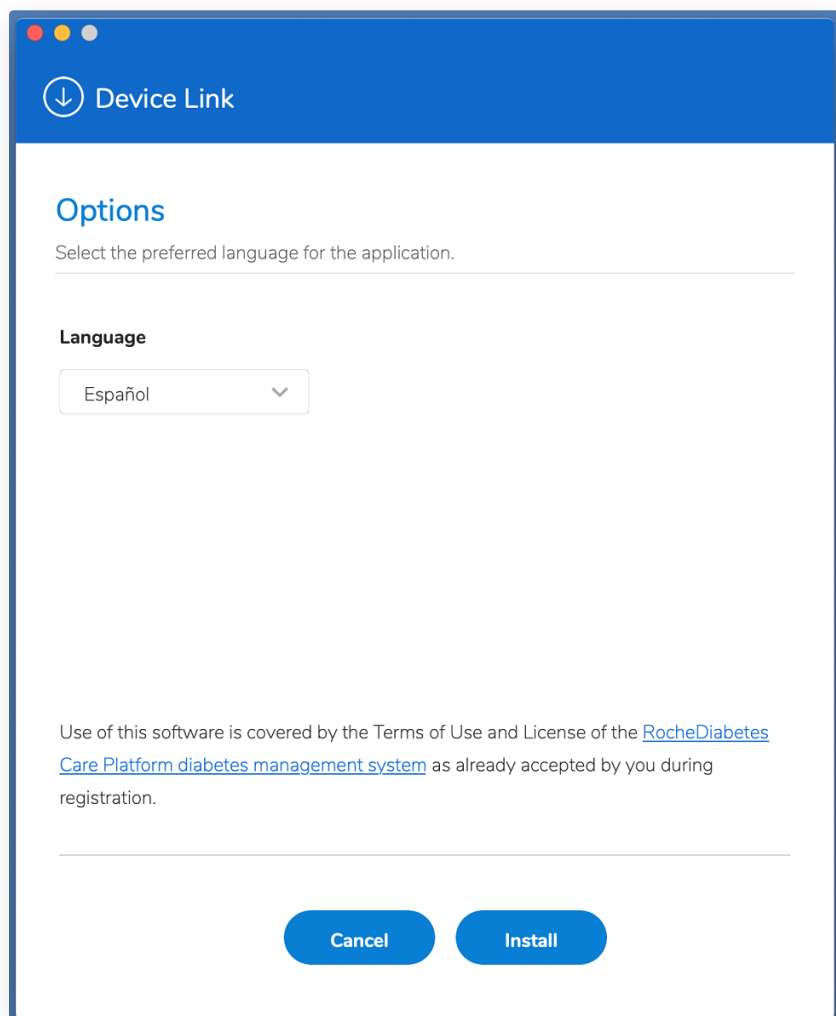 Device Link
Options
Select the preferred language for the application.
Language
Español
Use of this software is covered by the Terms of Use and License of the RocheDiabetes
Care Platform diabetes management system as already accepted by you during
registration.
Cancel
Install